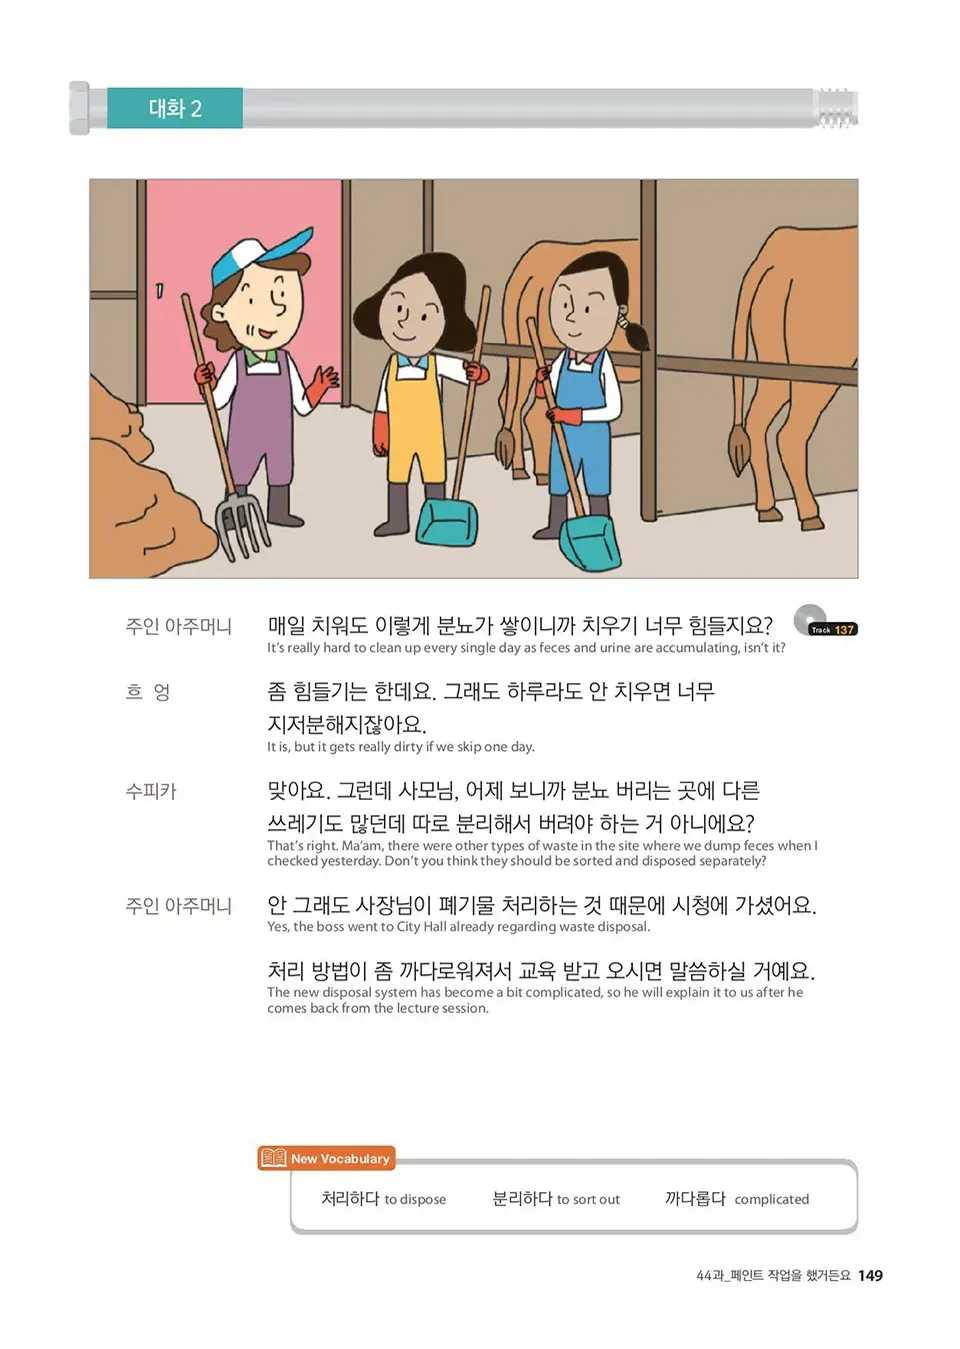 대화 2
주인 아주머니 매일 치워도 이렇게 분뇨가 쌓이니까 치우기 너무 힘들지요?
Track 137
It's really hard to clean up every single day as feces and urine are accumulating, isn't it?
흐 엉 좀 힘들기는 한데요. 그래도 하루라도 안 치우면 너무
지저분해지잖아요.
It is, but it gets really dirty if we skip one day.
수피카 맞아요. 그런데 사모님, 어제 보니까 분뇨 버리는 곳에 다른
쓰레기도 많던데 따로 분리해서 버려야 하는 거 아니에요?
That's right. Ma'am, there were other types of waste in the site where we dump feces when I
checked yesterday. Don't you think they should be sorted and disposed separately?
주인 아주머니 안 그래도 사장님이 폐기물 처리하는 것 때문에 시청에 가셨어요.
Yes, the boss went to City Hall already regarding waste disposal.
처리 방법이 좀 까다로워져서 교육 받고 오시면 말씀하실 거예요.
The new disposal system has become a bit complicated, so he will explain it to us after he
comes back from the lecture session.
New Vocabulary
처리하다 to dispose 분리하다 to sort out 까다롭다 complicated
44과_페인트 작업을 했거든요 149